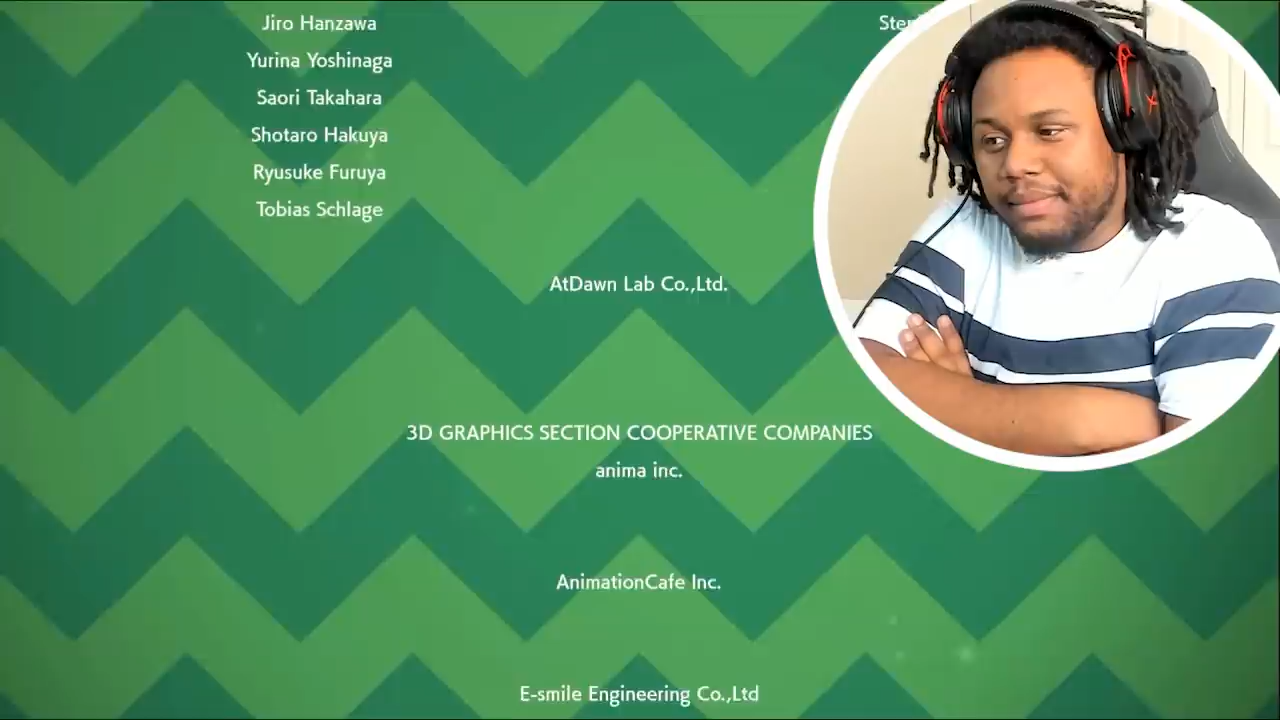 Jiro Hanzawa
Yurina Yoshinaga
Saori Takahara
Shotaro Hakuya
Ryusuke Furuya
Tobias Schlage
AtDawn Lab Co.,Ltd.
3D GRAPHICS SECTION COOPERATIVE COMPANIES
anima inc.
AnimationCafe Inc.
E-smile Engineering Co.,Ltd